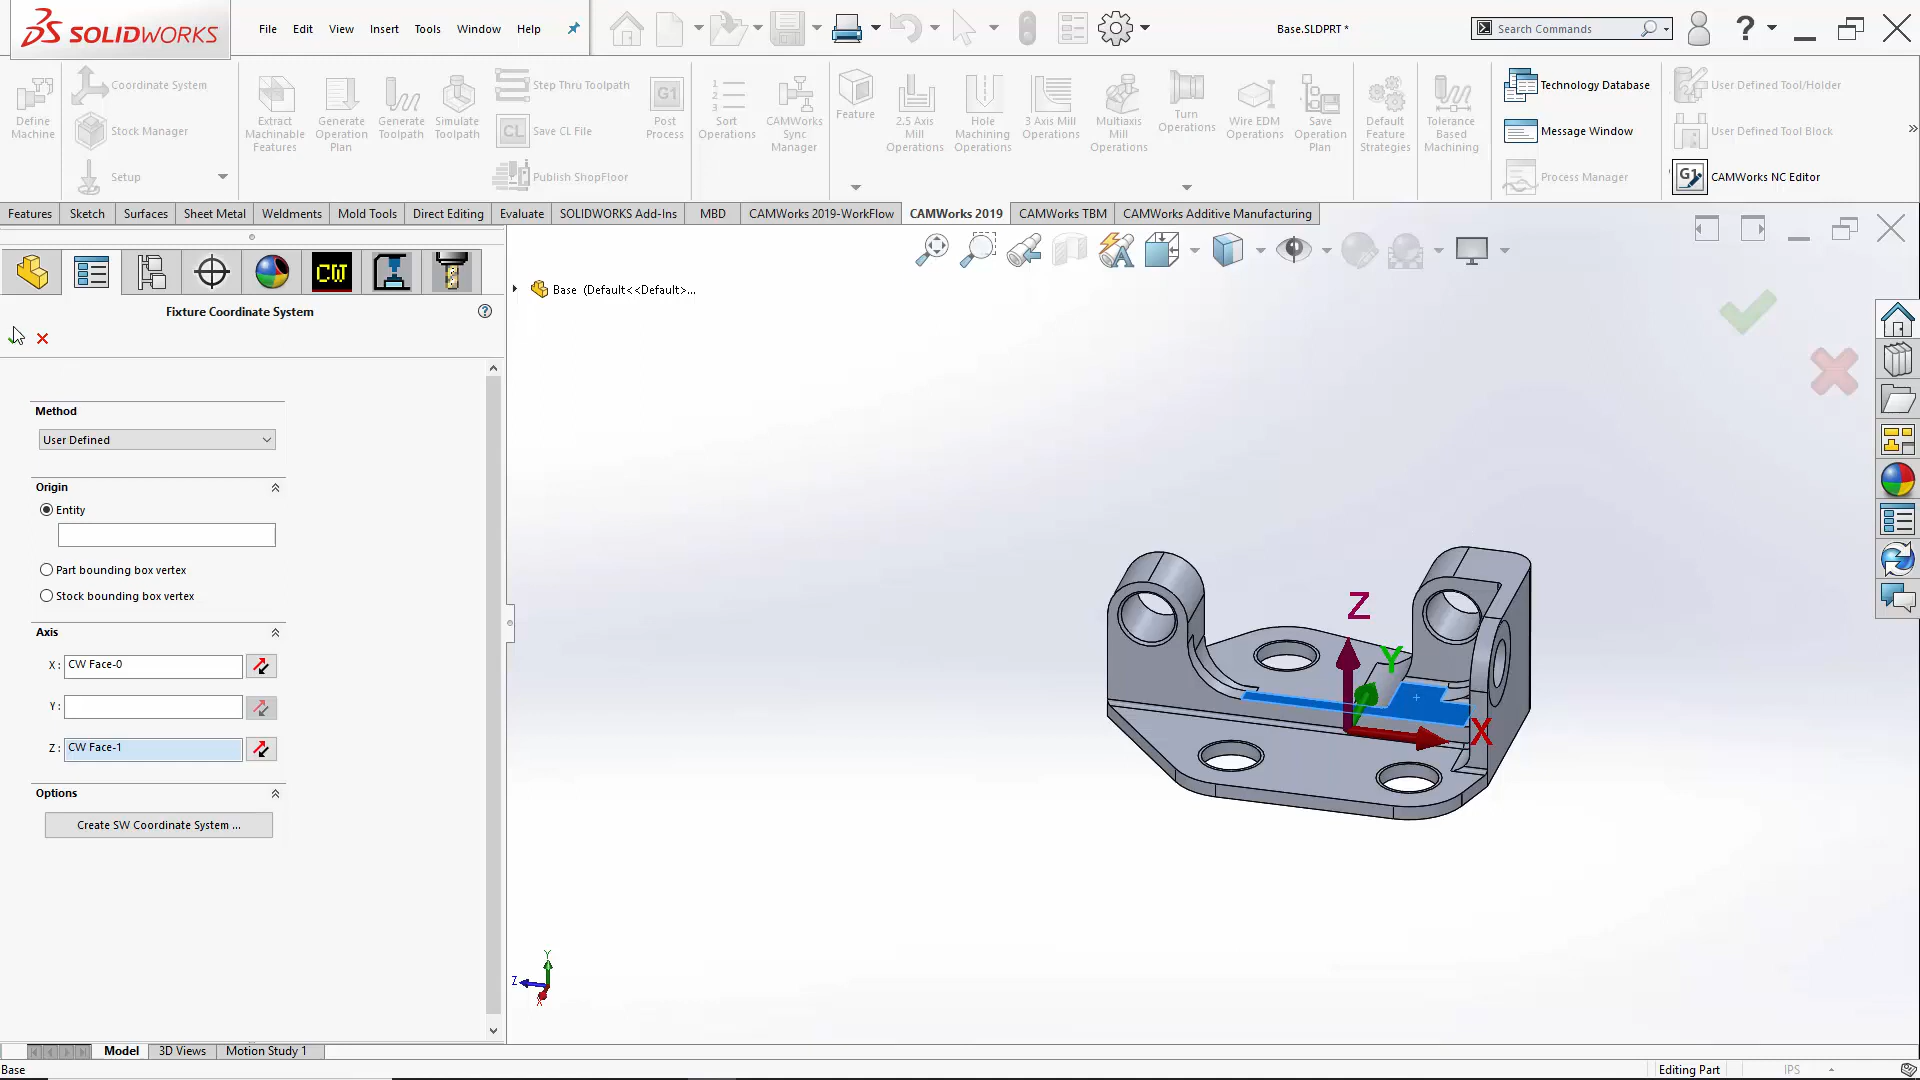 SOLIDWORKS
File Edit View Insert Tools Window Help
Base.SLDPRT *
Search Commands
Define Machine
Coordinate System
Stock Manager
Setup
Extract Machinable Features
Generate Operation Plan
Generate Toolpath
Simulate Toolpath
Step Thru Toolpath
CL Save CL File
Publish ShopFloor
G1 Post Process
Sort Operations
CAMWorks Sync Manager
Feature
2.5 Axis Mill Operations
Hole Machining Operations
3 Axis Mill Operations
Multiaxis Mill Operations
Turn Operations
Wire EDM Operations
Save Operation Plan
Default Feature Strategies
Tolerance Based Machining
Technology Database
Message Window
Process Manager
User Defined Tool/Holder
User Defined Tool Block
G1 CAMWorks NC Editor
Features Sketch Surfaces Sheet Metal Weldments Mold Tools Direct Editing Evaluate SOLIDWORKS Add-Ins MBD CAMWorks 2019-WorkFlow CAMWorks 2019 CAMWorks TBM CAMWorks Additive Manufacturing
CW
Base (Default<<Default>...
Fixture Coordinate System
Method
User Defined
Origin
Entity
Part bounding box vertex
Stock bounding box vertex
Axis
X: CW Face-0
Y:
Z: CW Face-1
Options
Create SW Coordinate System ...
Z
Y
X
Y
Z
X
Model 3D Views Motion Study 1
Base
Editing Part
IPS